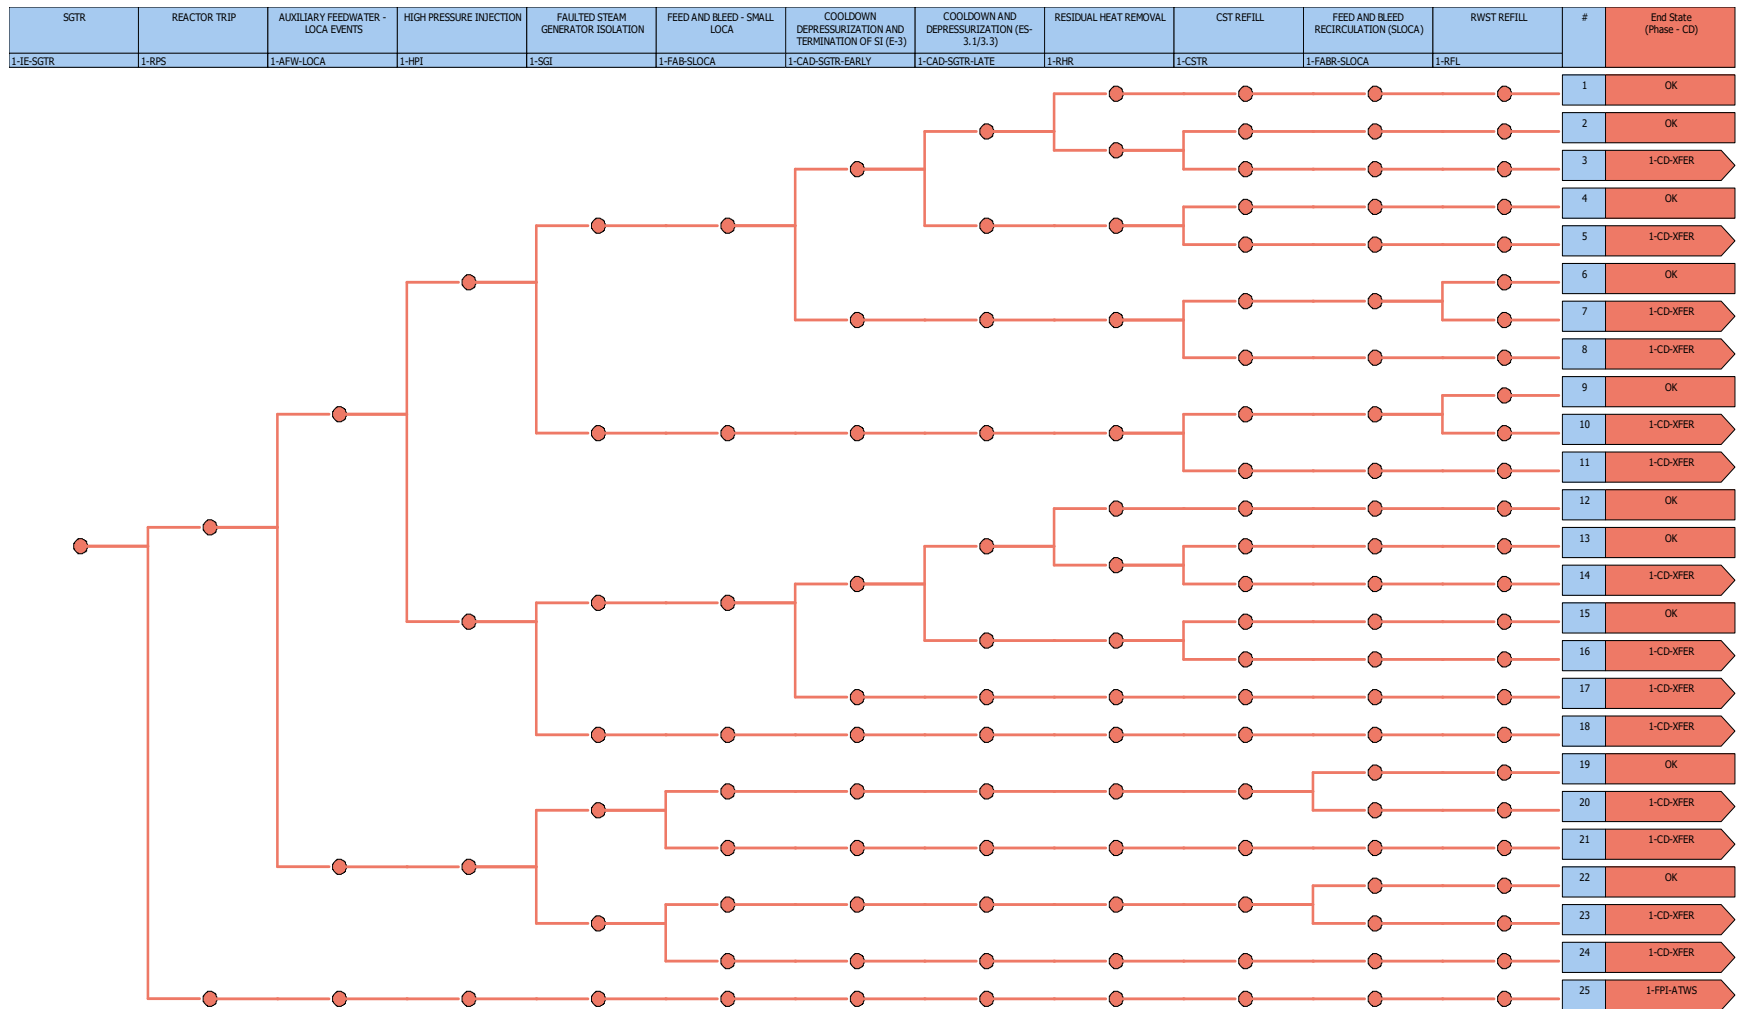 SGTR
REACTOR TRIP
AUXILIARY FEEDWATER -
LOCA EVENTS
HIGH PRESSURE INJECTION
FAULTED STEAM
GENERATOR ISOLATION
FEED AND BLEED - SMALL
LOCA
COOLDOWN
DEPRESSURIZATION AND
TERMINATION OF SI (E-3)
COOLDOWN AND
DEPRESSURIZATION (ES-
3.1/3.3)
RESIDUAL HEAT REMOVAL
CST REFILL
FEED AND BLEED
RECIRCULATION (SLOCA)
RWST REFILL
#
End State
(Phase - CD)
1-IE-SGTR
1-RPS
1-AFW-LOCA
1-HPI
1-SGI
1-FAB-SLOCA
1-CAD-SGTR-EARLY
1-CAD-SGTR-LATE
1-RHR
1-CSTR
1-FABR-SLOCA
1-RFL
1 OK
2 OK
3 1-CD-XFER
4 OK
5 1-CD-XFER
6 OK
7 1-CD-XFER
8 1-CD-XFER
9 OK
10 1-CD-XFER
11 1-CD-XFER
12 OK
13 OK
14 1-CD-XFER
15 OK
16 1-CD-XFER
17 1-CD-XFER
18 1-CD-XFER
19 OK
20 1-CD-XFER
21 1-CD-XFER
22 OK
23 1-CD-XFER
24 1-CD-XFER
25 1-FPI-ATWS